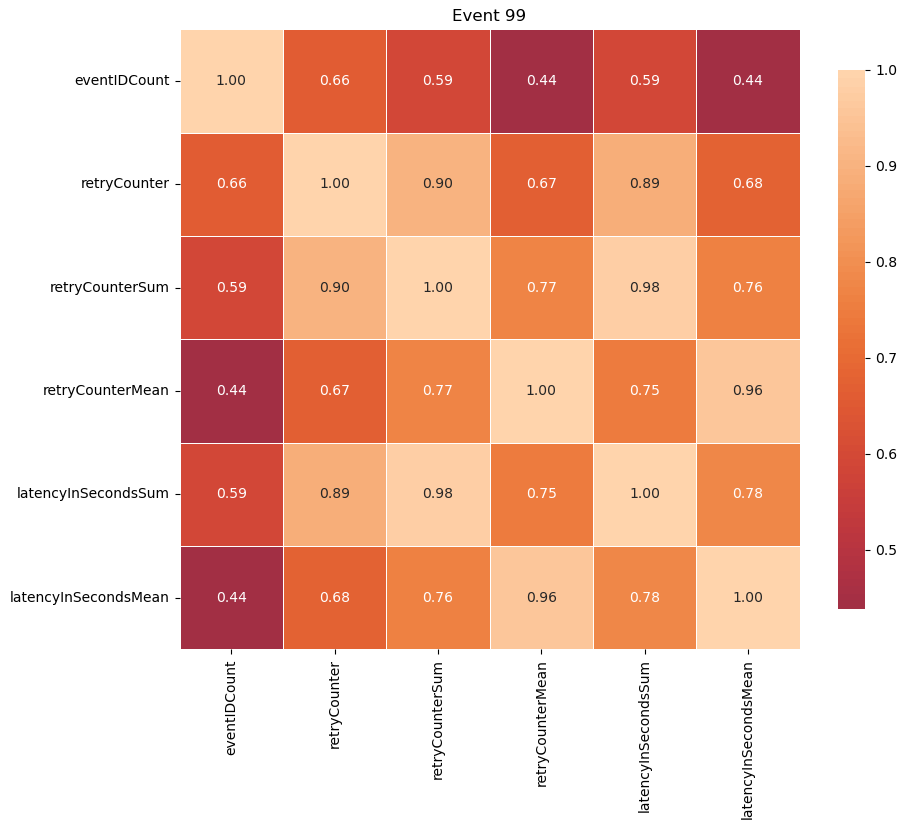 Event 99
eventIDCount 1.00 0.66 0.59 0.44 0.59 0.44
retryCounter 0.66 1.00 0.90 0.67 0.89 0.68
retryCounterSum 0.59 0.90 1.00 0.77 0.98 0.76
retryCounterMean 0.44 0.67 0.77 1.00 0.75 0.96
latencyInSecondsSum 0.59 0.89 0.98 0.75 1.00 0.78
latencyInSecondsMean 0.44 0.68 0.76 0.96 0.78 1.00
eventIDCount
retryCounter
retryCounterSum
retryCounterMean
latencyInSecondsSum
latencyInSecondsMean
1.0
0.9
0.8
0.7
0.6
0.5